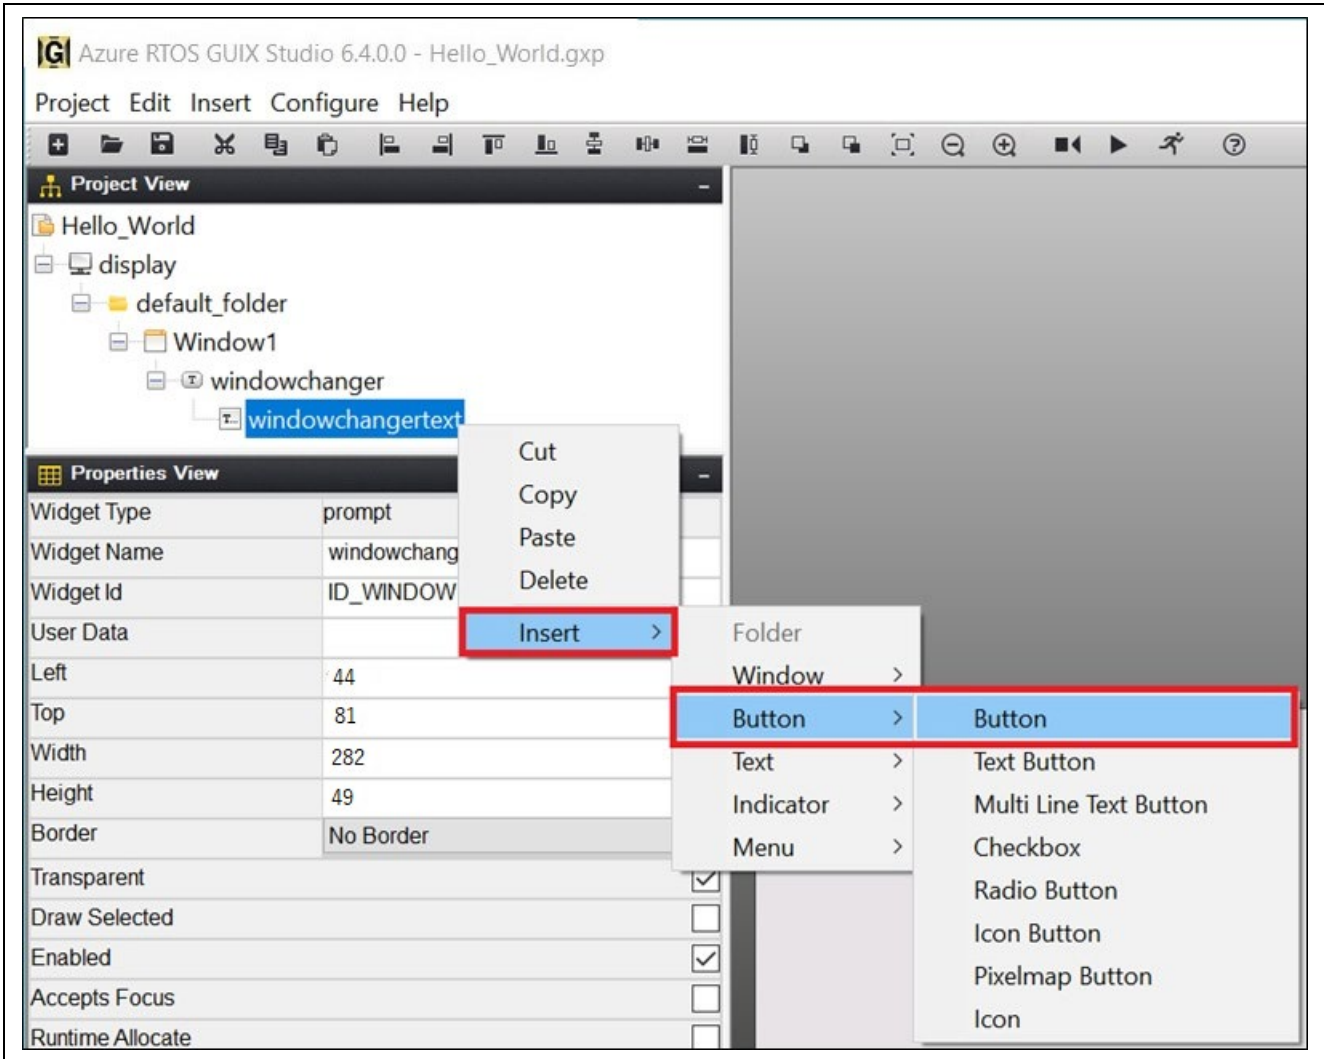 Azure RTOS GUIX Studio 6.4.0.0 - Hello_World.gxp
Project Edit Insert Configure Help
Project View
Hello_World
display
default_folder
Window1
windowchanger
windowchangertext
Properties View
Widget Type prompt
Widget Name windowchang
Widget Id ID_WINDOW
User Data
Left 44
Top 81
Width 282
Height 49
Border No Border
Transparent
Draw Selected
Enabled
Accepts Focus
Runtime Allocate
Cut
Copy
Paste
Delete
Insert
Folder
Window
Button
Text
Indicator
Menu
Button
Text Button
Multi Line Text Button
Checkbox
Radio Button
Icon Button
Pixelmap Button
Icon